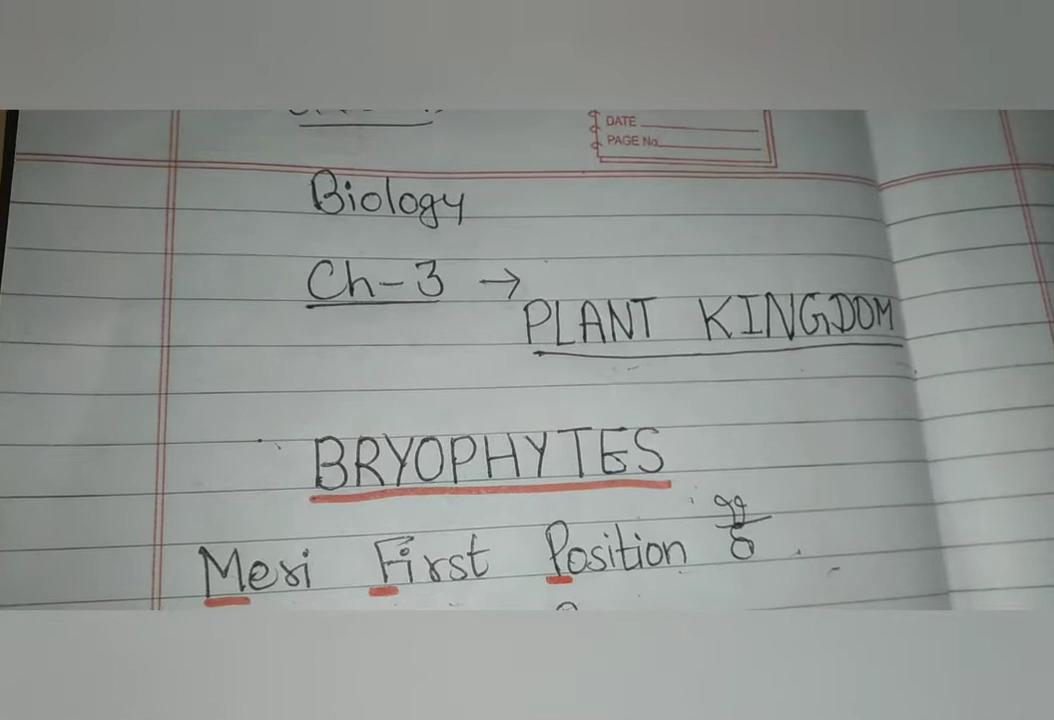 DATE
PAGE No.
Biology
Ch-3 →
PLANT KINGDOM
BRYOPHYTES
Meri First Position